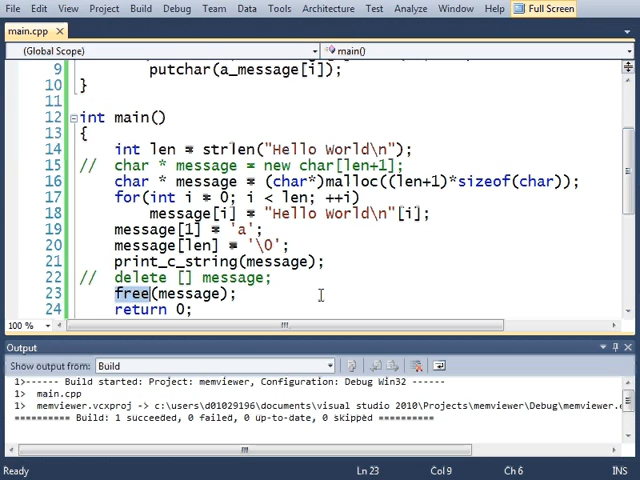 File Edit View Project Build Debug Team Data Tools Architecture Test Analyze Window Help Full Screen
main.cpp
(Global Scope) main()
9 putchar(a_message[i]);
10 }
11
12 int main()
13 {
14 int len = strlen("Hello World\n");
15 // char * message = new char[len+1];
16 char * message = (char*)malloc((len+1)*sizeof(char));
17 for(int i = 0; i < len; ++i)
18 message[i] = "Hello World\n"[i];
19 message[1] = 'a';
20 message[len] = '\0';
21 print_c_string(message);
22 // delete [] message;
23 free(message);
24 return 0;
100 %
Output
Show output from: Build
1>------ Build started: Project: memviewer, Configuration: Debug Win32 ------
1> main.cpp
1> memviewer.vcxproj -> c:\users\d01029196\documents\visual studio 2010\Projects\memviewer\Debug\memviewer.e
========== Build: 1 succeeded, 0 failed, 0 up-to-date, 0 skipped ==========
Ready Ln 23 Col 9 Ch 6 INS